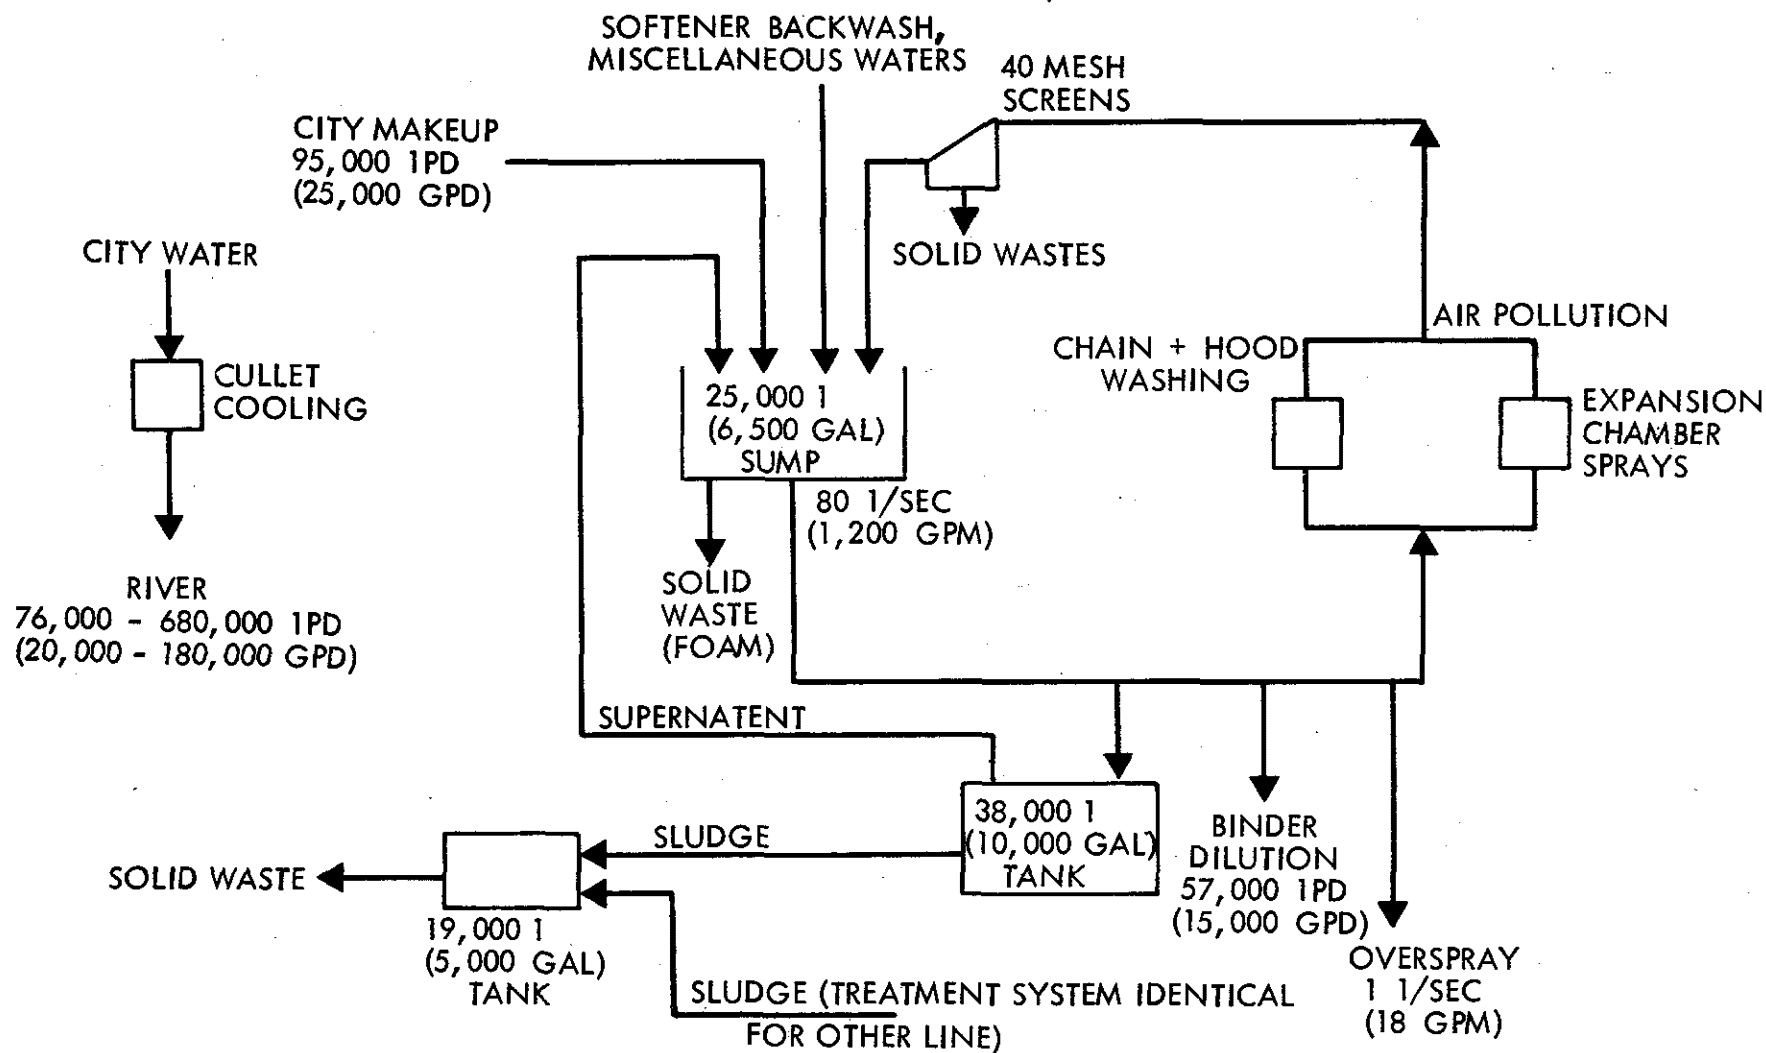 SOFTENER BACKWASH,
MISCELLANEOUS WATERS
40 MESH
SCREENS
CITY MAKEUP
95,000 1PD
(25,000 GPD)
SOLID WASTES
CITY WATER
CULLET
COOLING
RIVER
76,000 - 680,000 1PD
(20,000 - 180,000 GPD)
25,000 1
(6,500 GAL)
SUMP
80 1/SEC
(1,200 GPM)
SOLID
WASTE
(FOAM)
AIR POLLUTION
CHAIN + HOOD
WASHING
EXPANSION
CHAMBER
SPRAYS
SUPERNATENT
38,000 1
(10,000 GAL)
TANK
SLUDGE
SOLID WASTE
19,000 1
(5,000 GAL)
TANK
BINDER
DILUTION
57,000 1PD
(15,000 GPD)
OVERSPRAY
1 1/SEC
(18 GPM)
SLUDGE (TREATMENT SYSTEM IDENTICAL
FOR OTHER LINE)